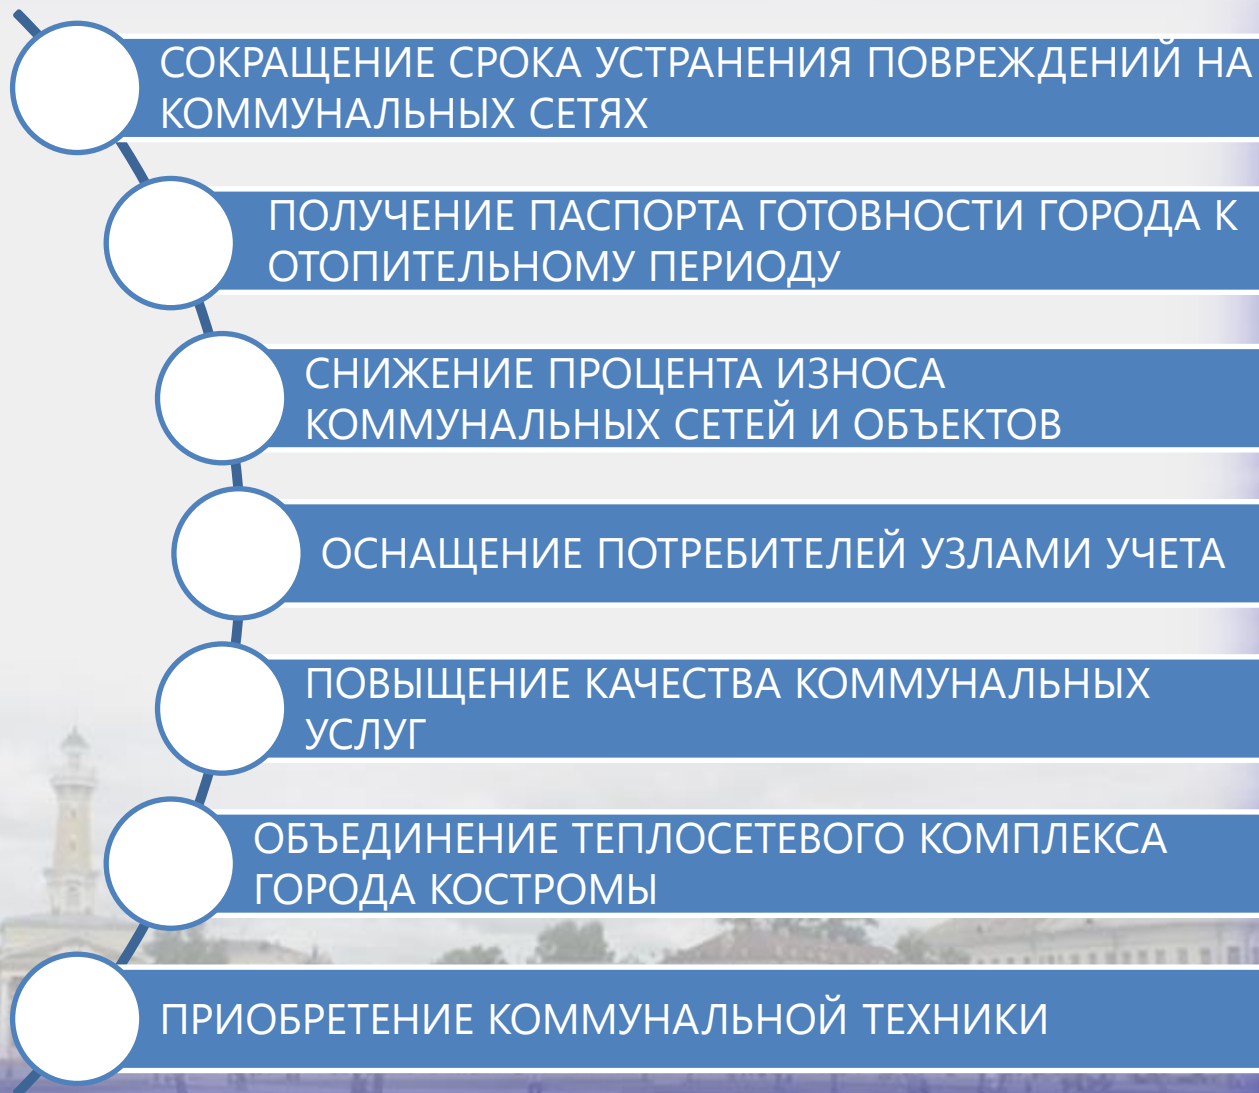 СОКРАЩЕНИЕ СРОКА УСТРАНЕНИЯ ПОВРЕЖДЕНИЙ НА
КОММУНАЛЬНЫХ СЕТЯХ
ПОЛУЧЕНИЕ ПАСПОРТА ГОТОВНОСТИ ГОРОДА К
ОТОПИТЕЛЬНОМУ ПЕРИОДУ
СНИЖЕНИЕ ПРОЦЕНТА ИЗНОСА
КОММУНАЛЬНЫХ СЕТЕЙ И ОБЪЕКТОВ
ОСНАЩЕНИЕ ПОТРЕБИТЕЛЕЙ УЗЛАМИ УЧЕТА
ПОВЫЩЕНИЕ КАЧЕСТВА КОММУНАЛЬНЫХ
УСЛУГ
ОБЪЕДИНЕНИЕ ТЕПЛОСЕТЕВОГО КОМПЛЕКСА
ГОРОДА КОСТРОМЫ
ПРИОБРЕТЕНИЕ КОММУНАЛЬНОЙ ТЕХНИКИ